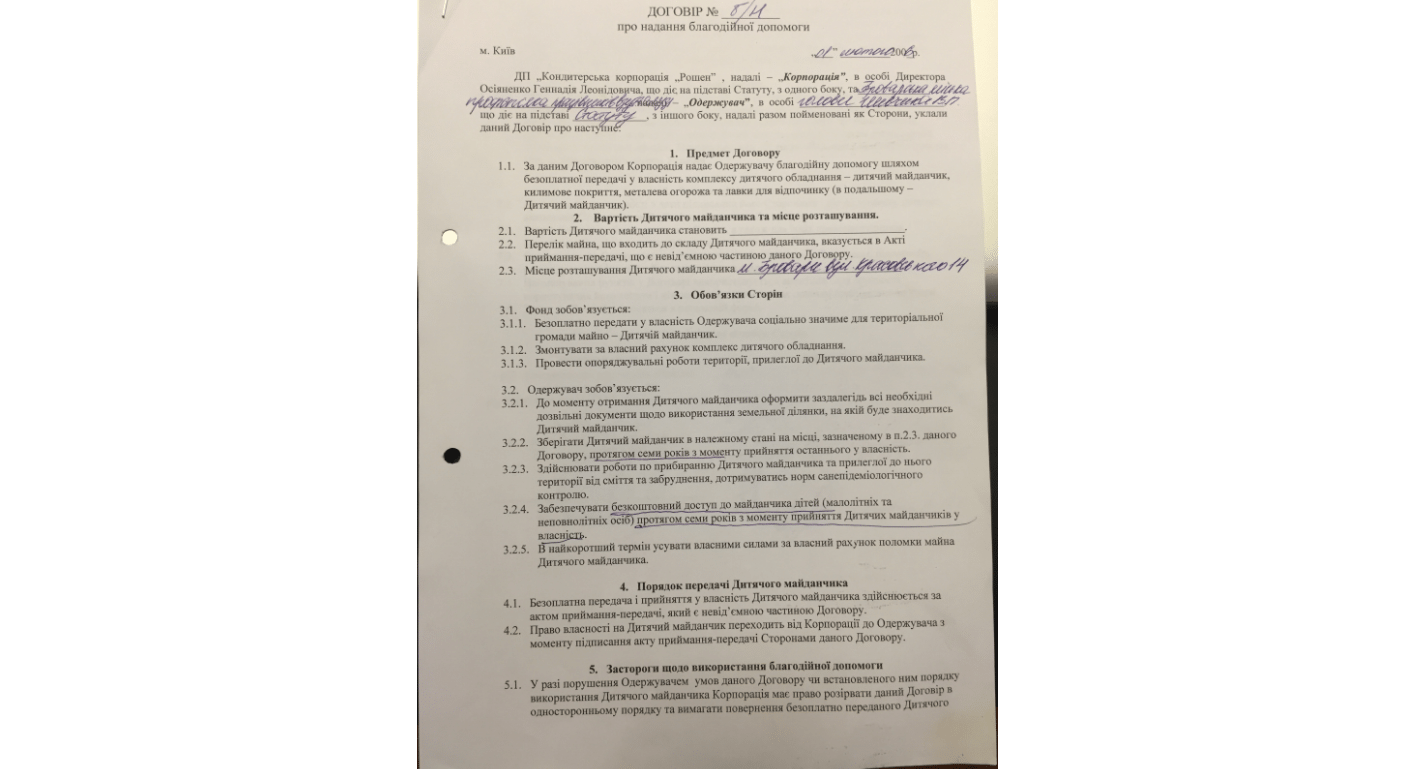 ДОГОВІР № б/н
про надання благодійної допомоги
м. Київ „01" лютого 2006р.
ДП „Кондитерська корпорація „Рошен" , надалі – „Корпорація", в особі Директора
Осіяненко Геннадія Леонідовича, що діє на підставі Статуту, з одного боку, та Броварська міська
надалі – „Одержувач", в особі голови
що діє на підставі Статуту , з іншого боку, надалі разом пойменовані як Сторони, уклали
даний Договір про наступне:
1. Предмет Договору
1.1. За даним Договором Корпорація надає Одержувачу благодійну допомогу шляхом
безоплатної передачі у власність комплексу дитячого обладнання – дитячий майданчик,
килимове покриття, металева огорожа та лавки для відпочинку (в подальшому –
Дитячий майданчик).
2. Вартість Дитячого майданчика та місце розташування.
2.1. Вартість Дитячого майданчика становить ______________________________.
2.2. Перелік майна, що входить до складу Дитячого майданчика, вказується в Акті
приймання-передачі, що є невід'ємною частиною даного Договору.
2.3. Місце розташування Дитячого майданчика м. Бровари вул. Красовського 14
3. Обов'язки Сторін
3.1. Фонд зобов'язується:
3.1.1. Безоплатно передати у власність Одержувача соціально значиме для територіальної
громади майно – Дитячій майданчик.
3.1.2. Змонтувати за власний рахунок комплекс дитячого обладнання.
3.1.3. Провести опоряджувальні роботи території, прилеглої до Дитячого майданчика.
3.2. Одержувач зобов'язується:
3.2.1. До моменту отримання Дитячого майданчика оформити заздалегідь всі необхідні
дозвільні документи щодо використання земельної ділянки, на якій буде знаходитись
Дитячий майданчик.
3.2.2. Зберігати Дитячий майданчик в належному стані на місці, зазначеному в п.2.3. даного
Договору, протягом семи років з моменту прийняття останнього у власність.
3.2.3. Здійснювати роботи по прибиранню Дитячого майданчика та прилеглої до нього
території від сміття та забруднення, дотримуватись норм санепідеміологічного
контролю.
3.2.4. Забезпечувати безкоштовний доступ до майданчика дітей (малолітніх та
неповнолітніх осіб) протягом семи років з моменту прийняття Дитячих майданчиків у
власність.
3.2.5. В найкоротший термін усувати власними силами за власний рахунок поломки майна
Дитячого майданчика.
4. Порядок передачі Дитячого майданчика
4.1. Безоплатна передача і прийняття у власність Дитячого майданчика здійснюється за
актом приймання-передачі, який є невід'ємною частиною Договору.
4.2. Право власності на Дитячий майданчик переходить від Корпорації до Одержувача з
моменту підписання акту приймання-передачі Сторонами даного Договору.
5. Застороги щодо використання благодійної допомоги
5.1. У разі порушення Одержувачем умов даного Договору чи встановленого ним порядку
використання Дитячого майданчика Корпорація має право розірвати даний Договір в
односторонньому порядку та вимагати повернення безоплатно переданого Дитячого